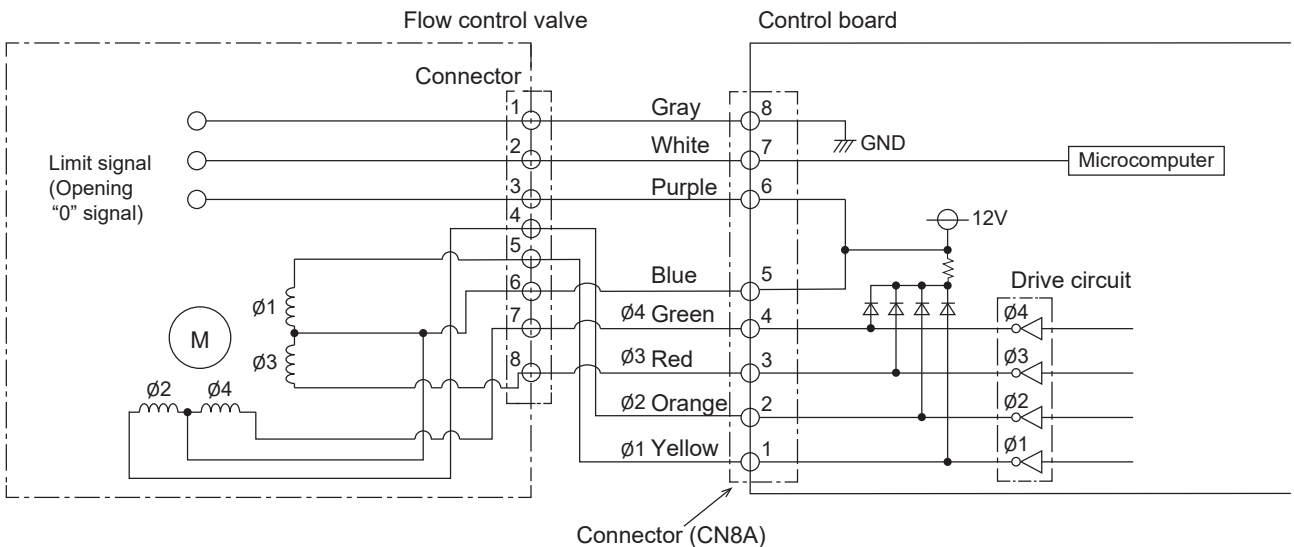 Flow control valve
Control board
Connector
1
Gray
8
GND
2
White
7
Microcomputer
Limit signal
(Opening
“0” signal)
3
Purple
6
4
12V
5
6
Blue
5
Drive circuit
ø1
7
ø4 Green
4
ø4
M
ø3
8
ø3 Red
3
ø3
ø2
ø4
ø2 Orange
2
ø2
ø1 Yellow
1
ø1
Connector (CN8A)